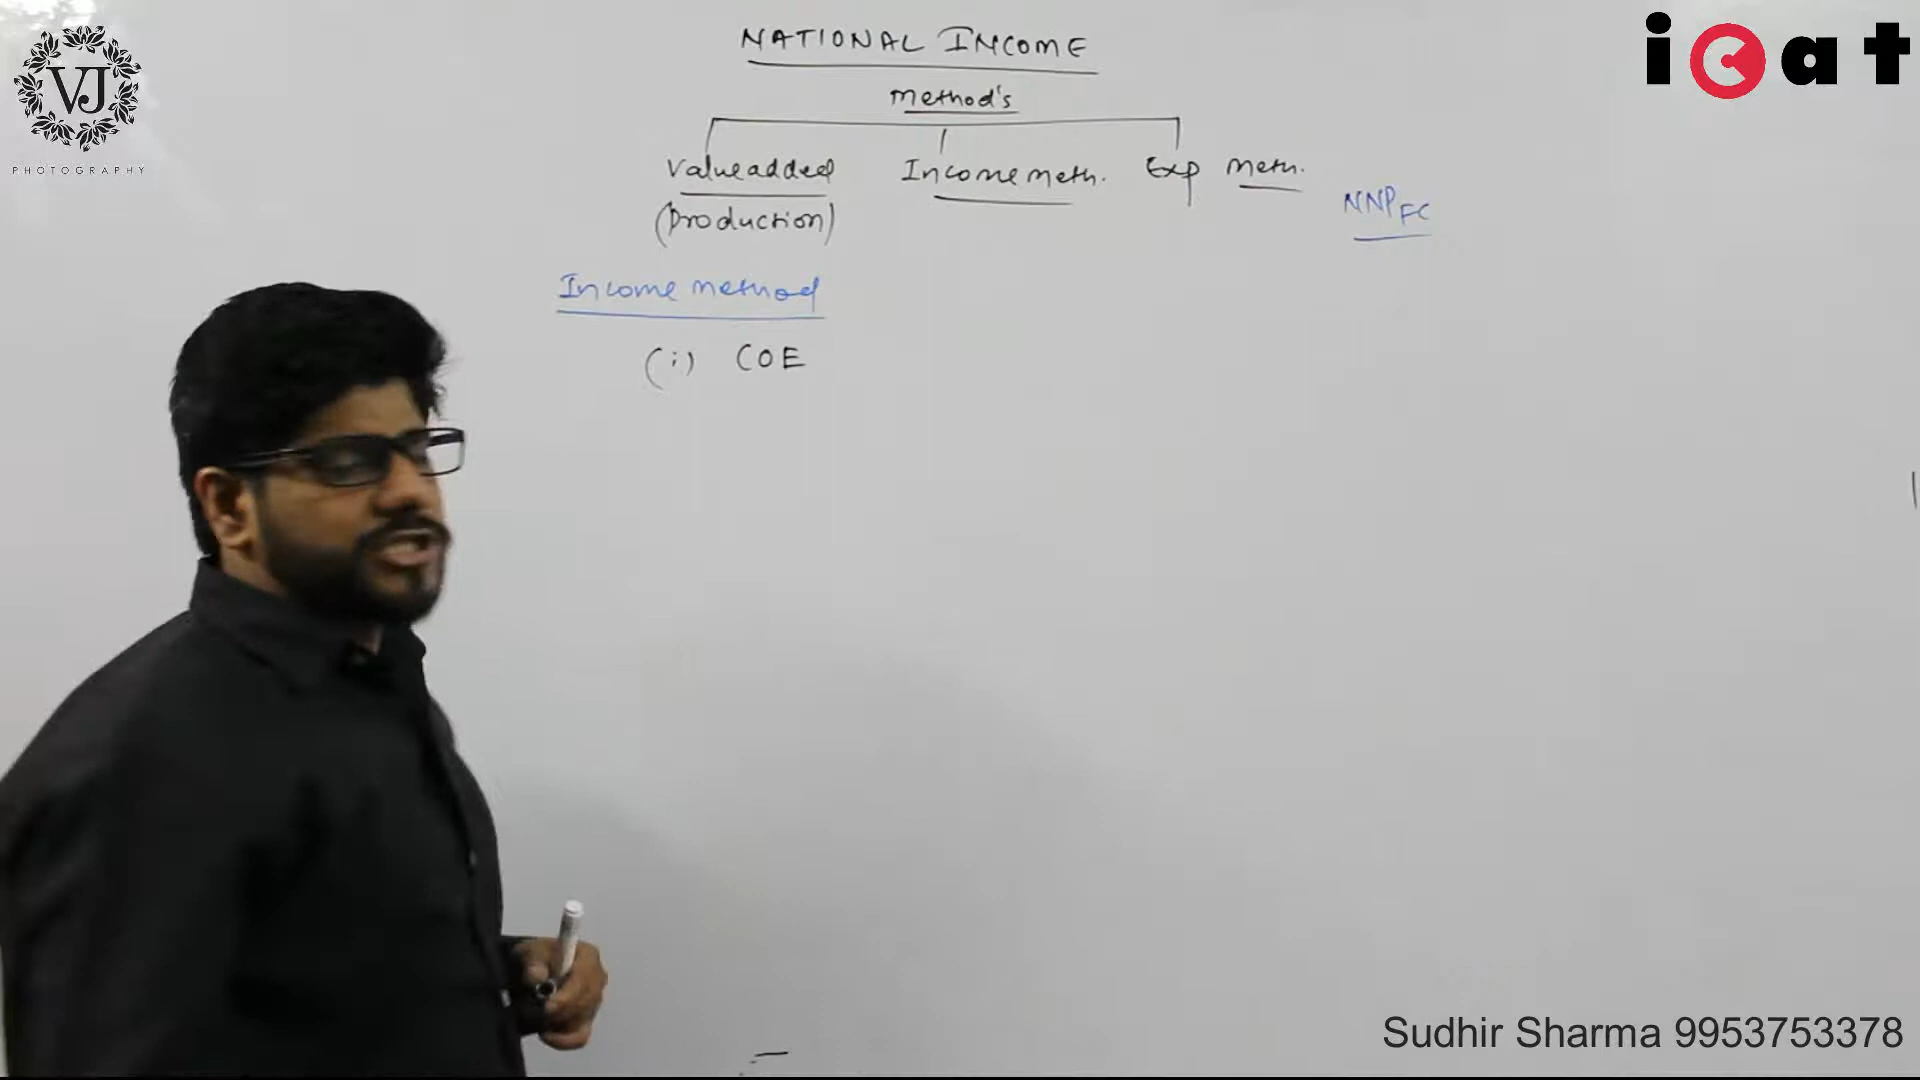 VJ
PHOTOGRAPHY
icat
NATIONAL INCOME
Method's
Valueadded Income meth. Exp Meth.
(Production)
NNPFC
Income method
(i) COE
Sudhir Sharma 9953753378